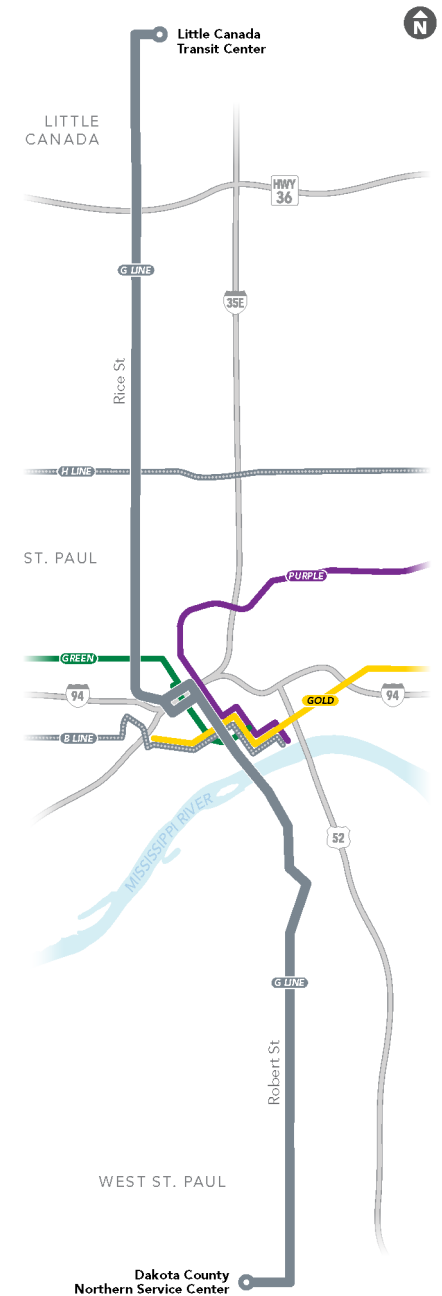 Little Canada
Transit Center
N
LITTLE
CANADA
HWY
36
G LINE
35E
Rice St
H LINE
ST. PAUL
PURPLE
GREEN
94
GOLD
94
B LINE
MISSISSIPPI RIVER
52
G LINE
Robert St
WEST ST. PAUL
Dakota County
Northern Service Center